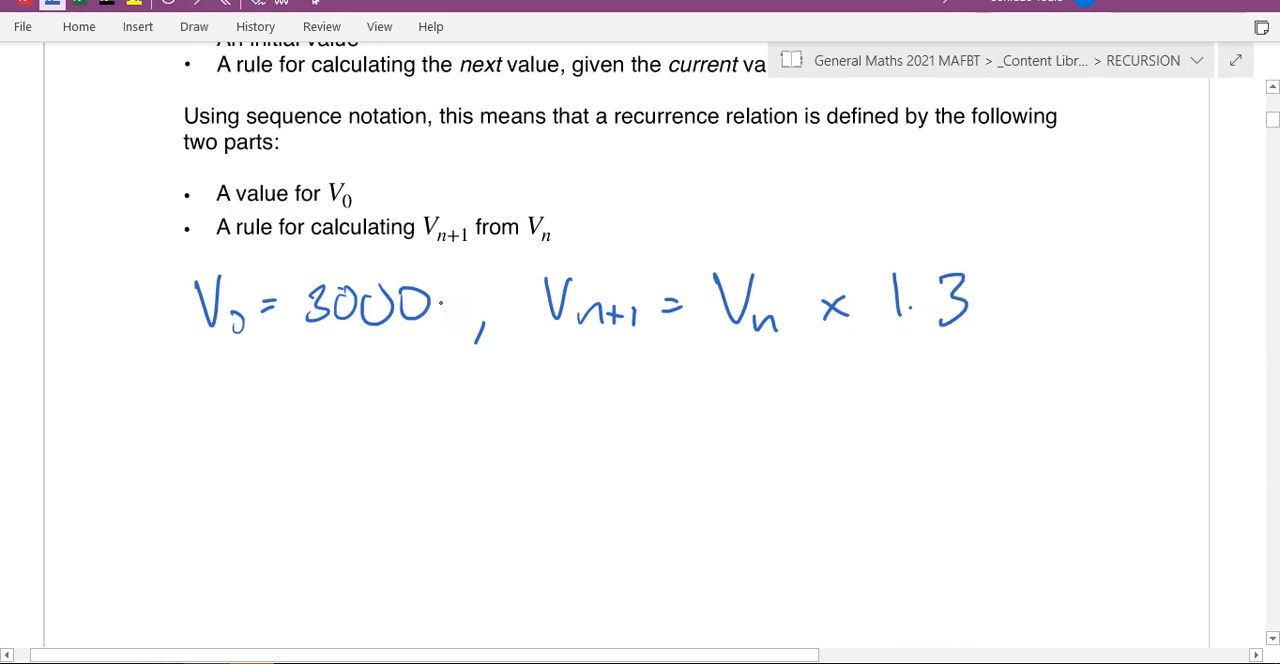 File Home Insert Draw History Review View Help
An initial value
• A rule for calculating the next value, given the current va
General Maths 2021 MAFBT > _Content Libr... > RECURSION
Using sequence notation, this means that a recurrence relation is defined by the following
two parts:
• A value for V₀
• A rule for calculating Vₙ₊₁ from Vₙ
V₀ = 3000 , Vₙ₊₁ = Vₙ × 1.3